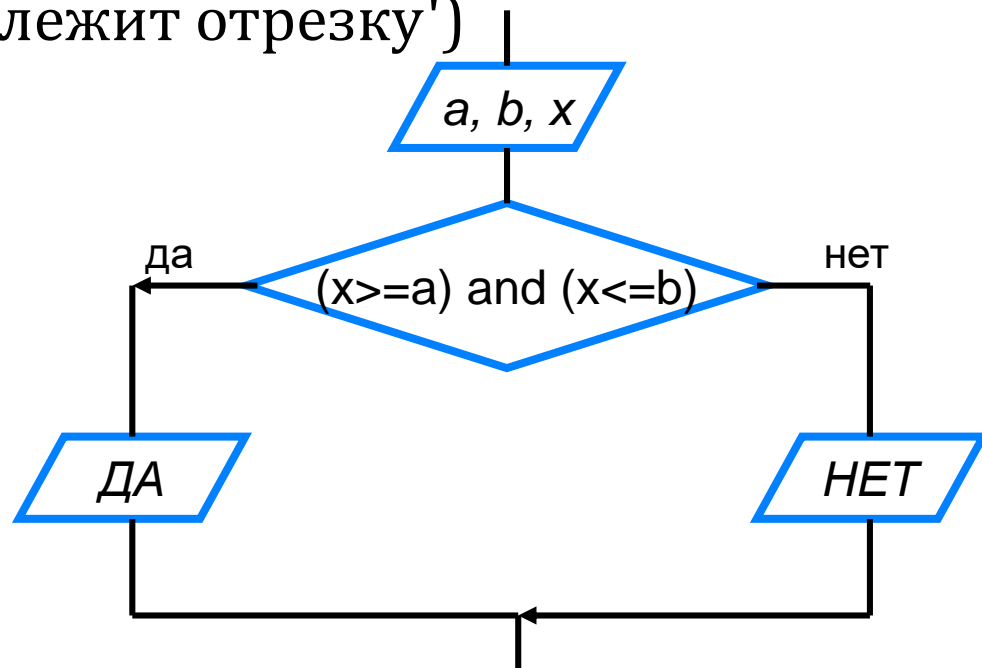 лежит отрезку')
a, b, x
да
нет
(x>=a) and (x<=b)
ДА
НЕТ